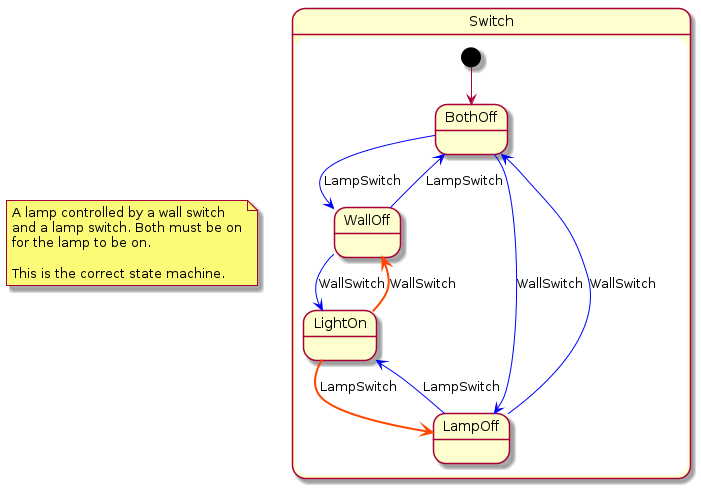 Switch
BothOff
LampSwitch
LampSwitch
A lamp controlled by a wall switch
and a lamp switch. Both must be on
for the lamp to be on.
This is the correct state machine.
WallOff
WallSwitch
WallSwitch
WallSwitch
WallSwitch
LightOn
LampSwitch
LampSwitch
LampOff